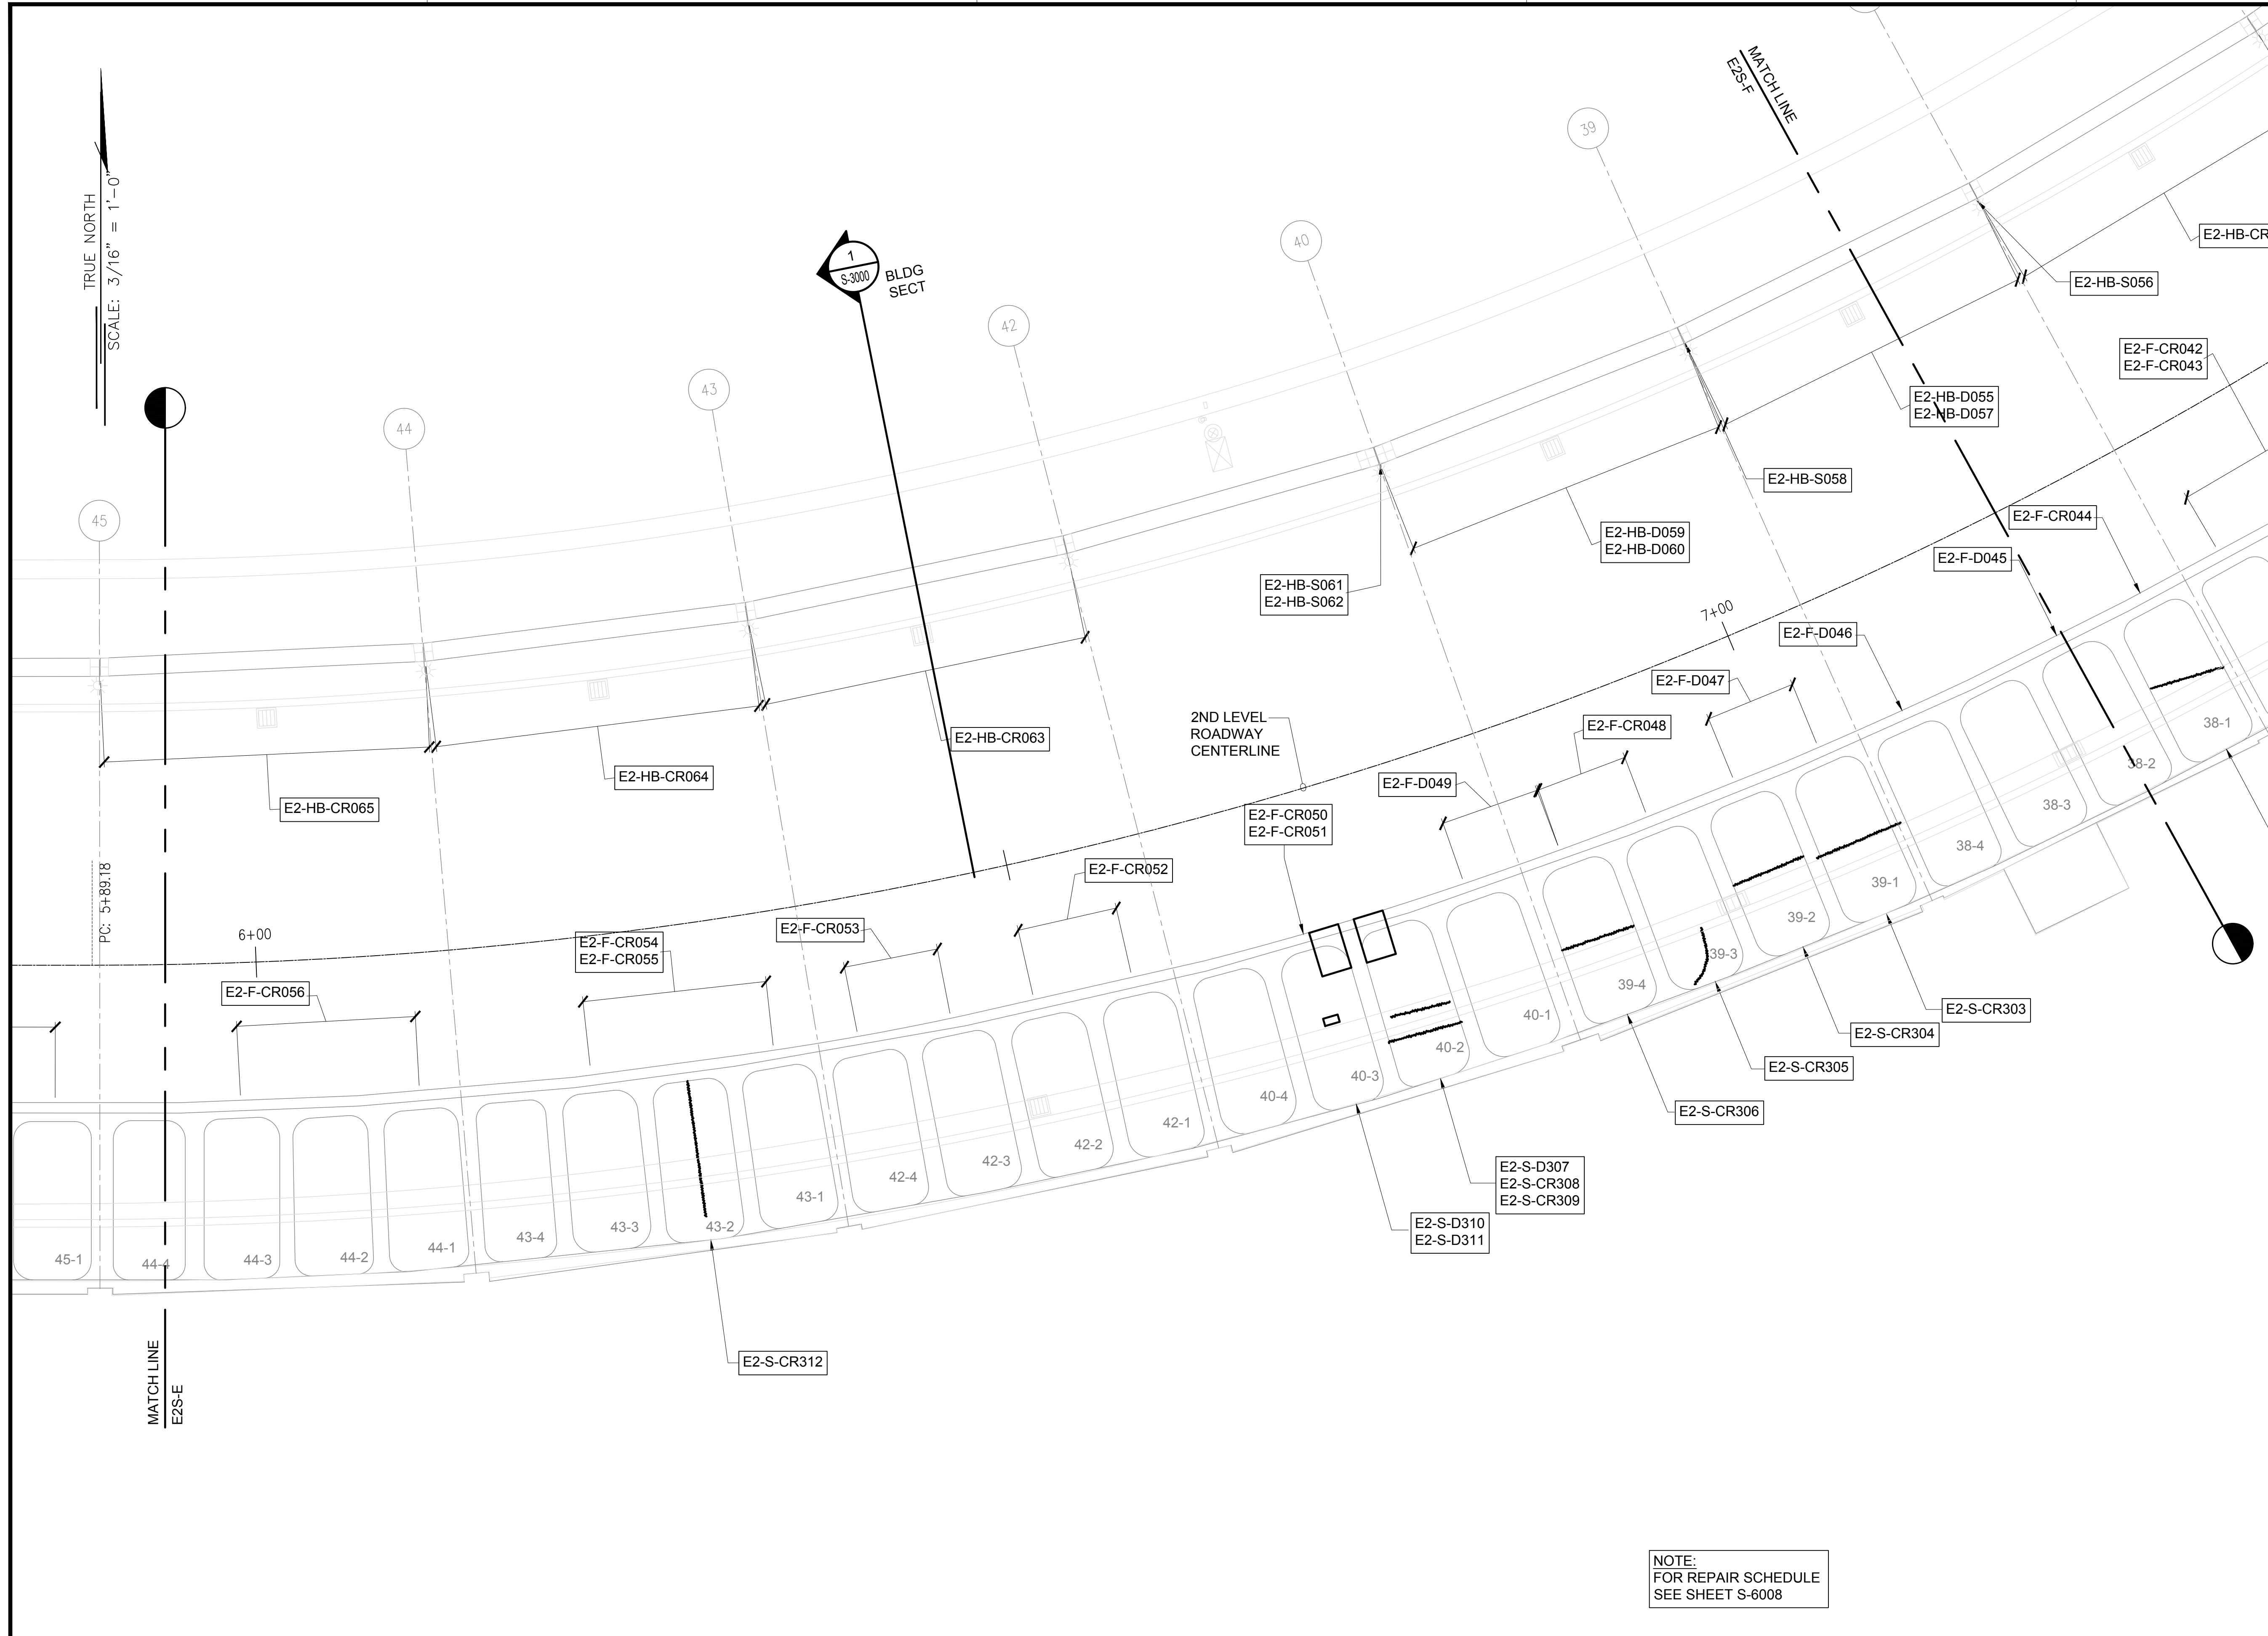 TRUE NORTH
SCALE: 3/16" = 1'-0"
MATCH LINE
E2S-F
39
40
42
43
44
45
1
S-3000
BLDG
SECT
E2-HB-CR
E2-HB-S056
E2-F-CR042
E2-F-CR043
E2-HB-D055
E2-HB-D057
E2-HB-S058
E2-F-CR044
E2-HB-D059
E2-HB-D060
E2-F-D045
E2-HB-S061
E2-HB-S062
7+00
E2-F-D046
E2-F-D047
E2-F-CR048
2ND LEVEL
ROADWAY
CENTERLINE
E2-HB-CR063
E2-HB-CR064
E2-HB-CR065
E2-F-D049
E2-F-CR050
E2-F-CR051
E2-F-CR052
PC: 5+89.18
6+00
E2-F-CR053
E2-F-CR054
E2-F-CR055
E2-F-CR056
38-1
38-2
38-3
38-4
39-1
39-2
39-3
39-4
40-1
40-2
40-3
40-4
42-1
42-2
42-3
42-4
43-1
43-2
43-3
43-4
44-1
44-2
44-3
44-4
45-1
E2-S-CR303
E2-S-CR304
E2-S-CR305
E2-S-CR306
E2-S-D307
E2-S-CR308
E2-S-CR309
E2-S-D310
E2-S-D311
E2-S-CR312
MATCH LINE
E2S-E
NOTE:
FOR REPAIR SCHEDULE
SEE SHEET S-6008